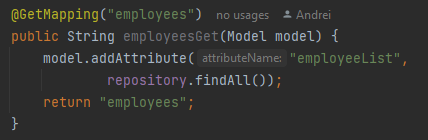 @GetMapping("employees") no usages Andrei
public String employeesGet(Model model) {
    model.addAttribute( attributeName: "employeeList",
            repository.findAll());
    return "employees";
}